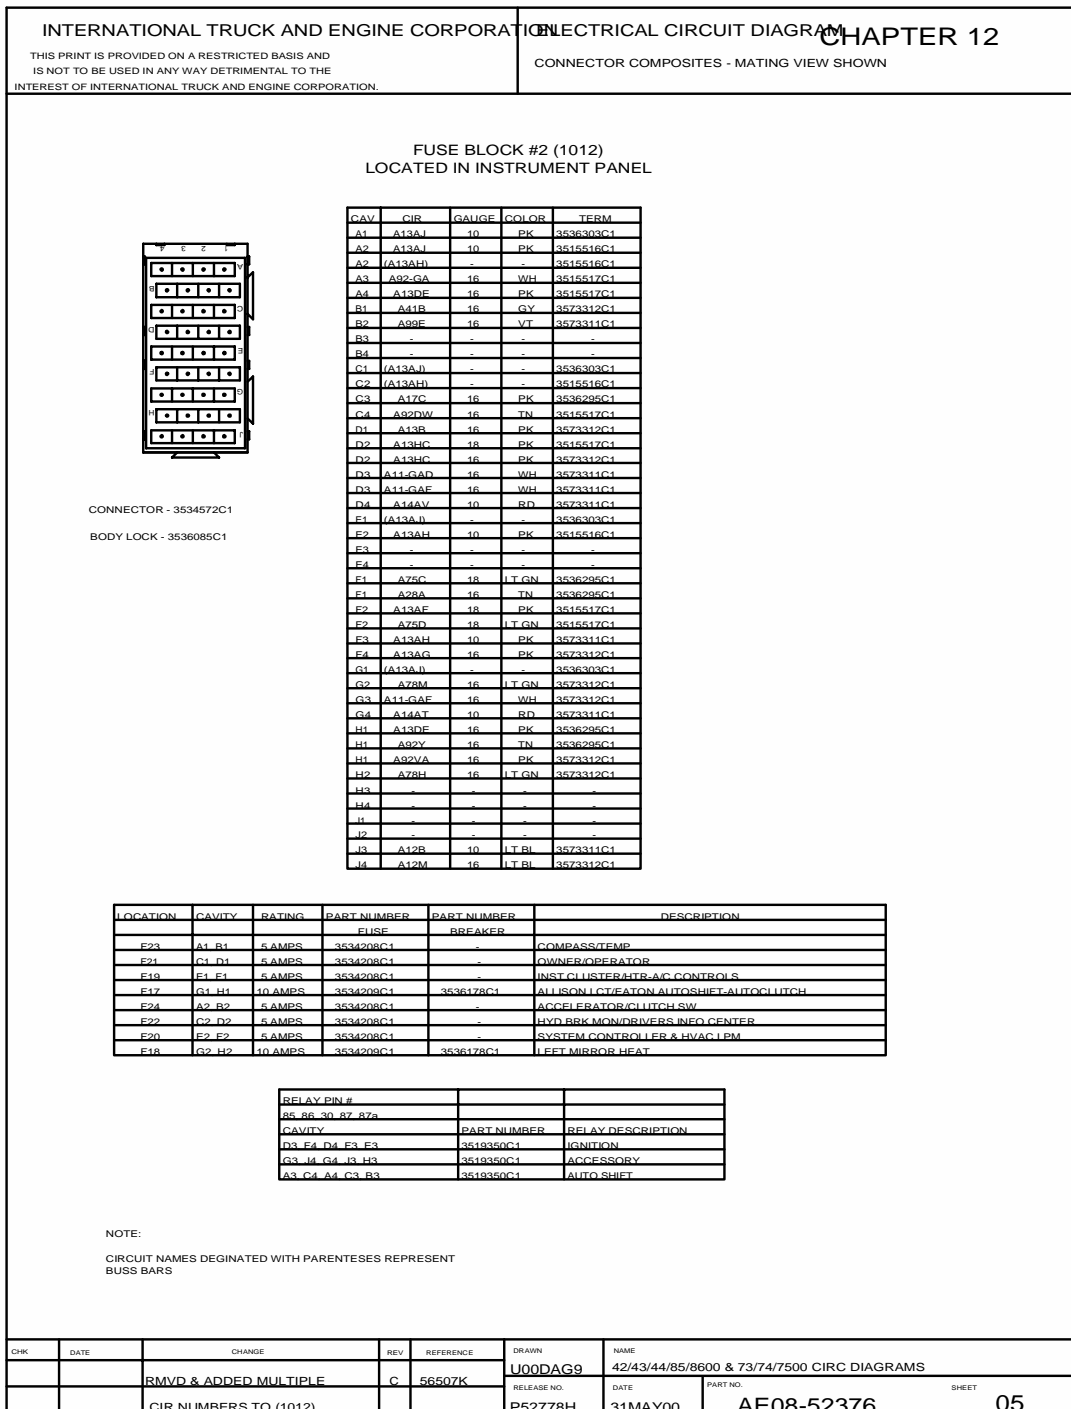 INTERNATIONAL TRUCK AND ENGINE CORPORATION
THIS PRINT IS PROVIDED ON A RESTRICTED BASIS AND
IS NOT TO BE USED IN ANY WAY DETRIMENTAL TO THE
INTEREST OF INTERNATIONAL TRUCK AND ENGINE CORPORATION.
ELECTRICAL CIRCUIT DIAGRAM
CHAPTER 12
CONNECTOR COMPOSITES - MATING VIEW SHOWN
FUSE BLOCK #2 (1012)
LOCATED IN INSTRUMENT PANEL
4 3 2 1
A
B
C
D
E
F
G
H
J
CONNECTOR - 3534572C1
BODY LOCK - 3536085C1
CAV CIR GAUGE COLOR TERM
A1 A13AJ 10 PK 3536303C1
A2 A13AJ 10 PK 3515516C1
A2 (A13AH) - - 3515516C1
A3 A92-GA 16 WH 3515517C1
A4 A13DE 16 PK 3515517C1
B1 A41B 16 GY 3573312C1
B2 A99E 16 VT 3573311C1
B3 - - - -
B4 - - - -
C1 (A13AJ) - - 3536303C1
C2 (A13AH) - - 3515516C1
C3 A17C 16 PK 3536295C1
C4 A92DW 16 TN 3515517C1
D1 A13B 16 PK 3573312C1
D2 A13HC 18 PK 3515517C1
D2 A13HC 16 PK 3573312C1
D3 A11-GAD 16 WH 3573311C1
D3 A11-GAE 16 WH 3573311C1
D4 A14AV 10 RD 3573311C1
E1 (A13AJ) - - 3536303C1
E2 A13AH 10 PK 3515516C1
E3 - - - -
E4 - - - -
F1 A75C 18 LT GN 3536295C1
F1 A28A 16 TN 3536295C1
F2 A13AF 18 PK 3515517C1
F2 A75D 18 LT GN 3515517C1
F3 A13AH 10 PK 3573311C1
F4 A13AG 16 PK 3573312C1
G1 (A13AJ) - - 3536303C1
G2 A78M 16 LT GN 3573312C1
G3 A11-GAF 16 WH 3573312C1
G4 A14AT 10 RD 3573311C1
H1 A13DE 16 PK 3536295C1
H1 A92Y 16 TN 3536295C1
H1 A92VA 16 PK 3573312C1
H2 A78H 16 LT GN 3573312C1
H3 - - - -
H4 - - - -
J1 - - - -
J2 - - - -
J3 A12B 10 LT BL 3573311C1
J4 A12M 16 LT BL 3573312C1
LOCATION CAVITY RATING PART NUMBER PART NUMBER DESCRIPTION
FUSE BREAKER
F23 A1, B1 5 AMPS 3534208C1 - COMPASS/TEMP
F21 C1, D1 5 AMPS 3534208C1 - OWNER/OPERATOR
F19 E1, F1 5 AMPS 3534208C1 - INST CLUSTER/HTR-A/C CONTROLS
F17 G1, H1 10 AMPS 3534209C1 3536178C1 ALLISON LCT/EATON AUTOSHIFT-AUTOCLUTCH
F24 A2, B2 5 AMPS 3534208C1 - ACCELERATOR/CLUTCH SW
F22 C2, D2 5 AMPS 3534208C1 - HYD BRK MON/DRIVERS INFO CENTER
F20 E2, F2 5 AMPS 3534208C1 - SYSTEM CONTROLLER & HVAC LPM
F18 G2, H2 10 AMPS 3534209C1 3536178C1 LEFT MIRROR HEAT
RELAY PIN #
85, 86, 30, 87, 87a
CAVITY PART NUMBER RELAY DESCRIPTION
D3, F4, D4, F3, E3 3519350C1 IGNITION
G3, J4, G4, J3, H3 3519350C1 ACCESSORY
A3, C4, A4, C3, B3 3519350C1 AUTO SHIFT
NOTE:
CIRCUIT NAMES DEGINATED WITH PARENTESES REPRESENT
BUSS BARS
CHK DATE CHANGE REV REFERENCE
RMVD & ADDED MULTIPLE C 56507K
CIR NUMBERS TO (1012)
DRAWN
U00DAG9
NAME
42/43/44/85/8600 & 73/74/7500 CIRC DIAGRAMS
RELEASE NO.
P52778H
DATE
31MAY00
PART NO.
AE08-52376
SHEET
05